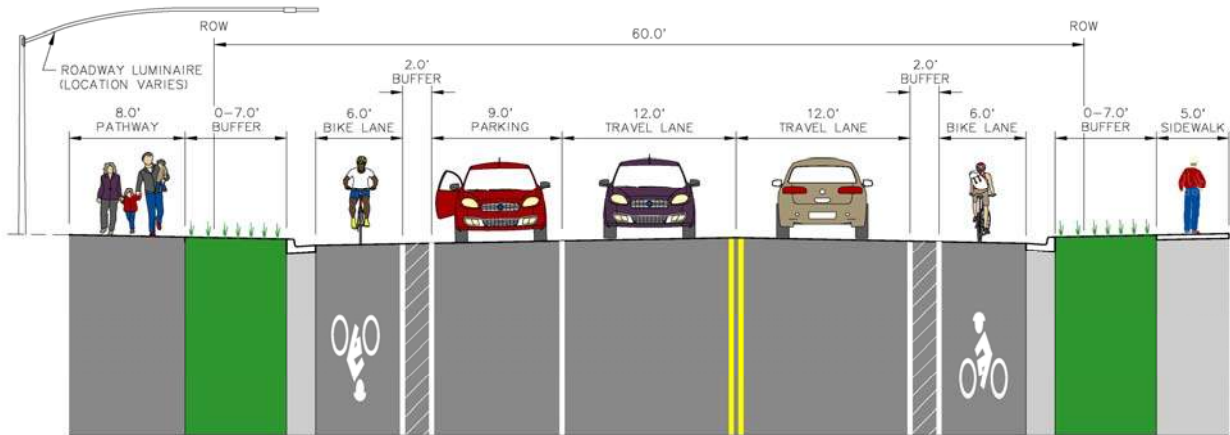 ROW
ROW
60.0'
ROADWAY LUMINAIRE
(LOCATION VARIES)
2.0'
BUFFER
2.0'
BUFFER
8.0'
PATHWAY
0-7.0'
BUFFER
6.0'
BIKE LANE
9.0'
PARKING
12.0'
TRAVEL LANE
12.0'
TRAVEL LANE
6.0'
BIKE LANE
0-7.0'
BUFFER
5.0'
SIDEWALK